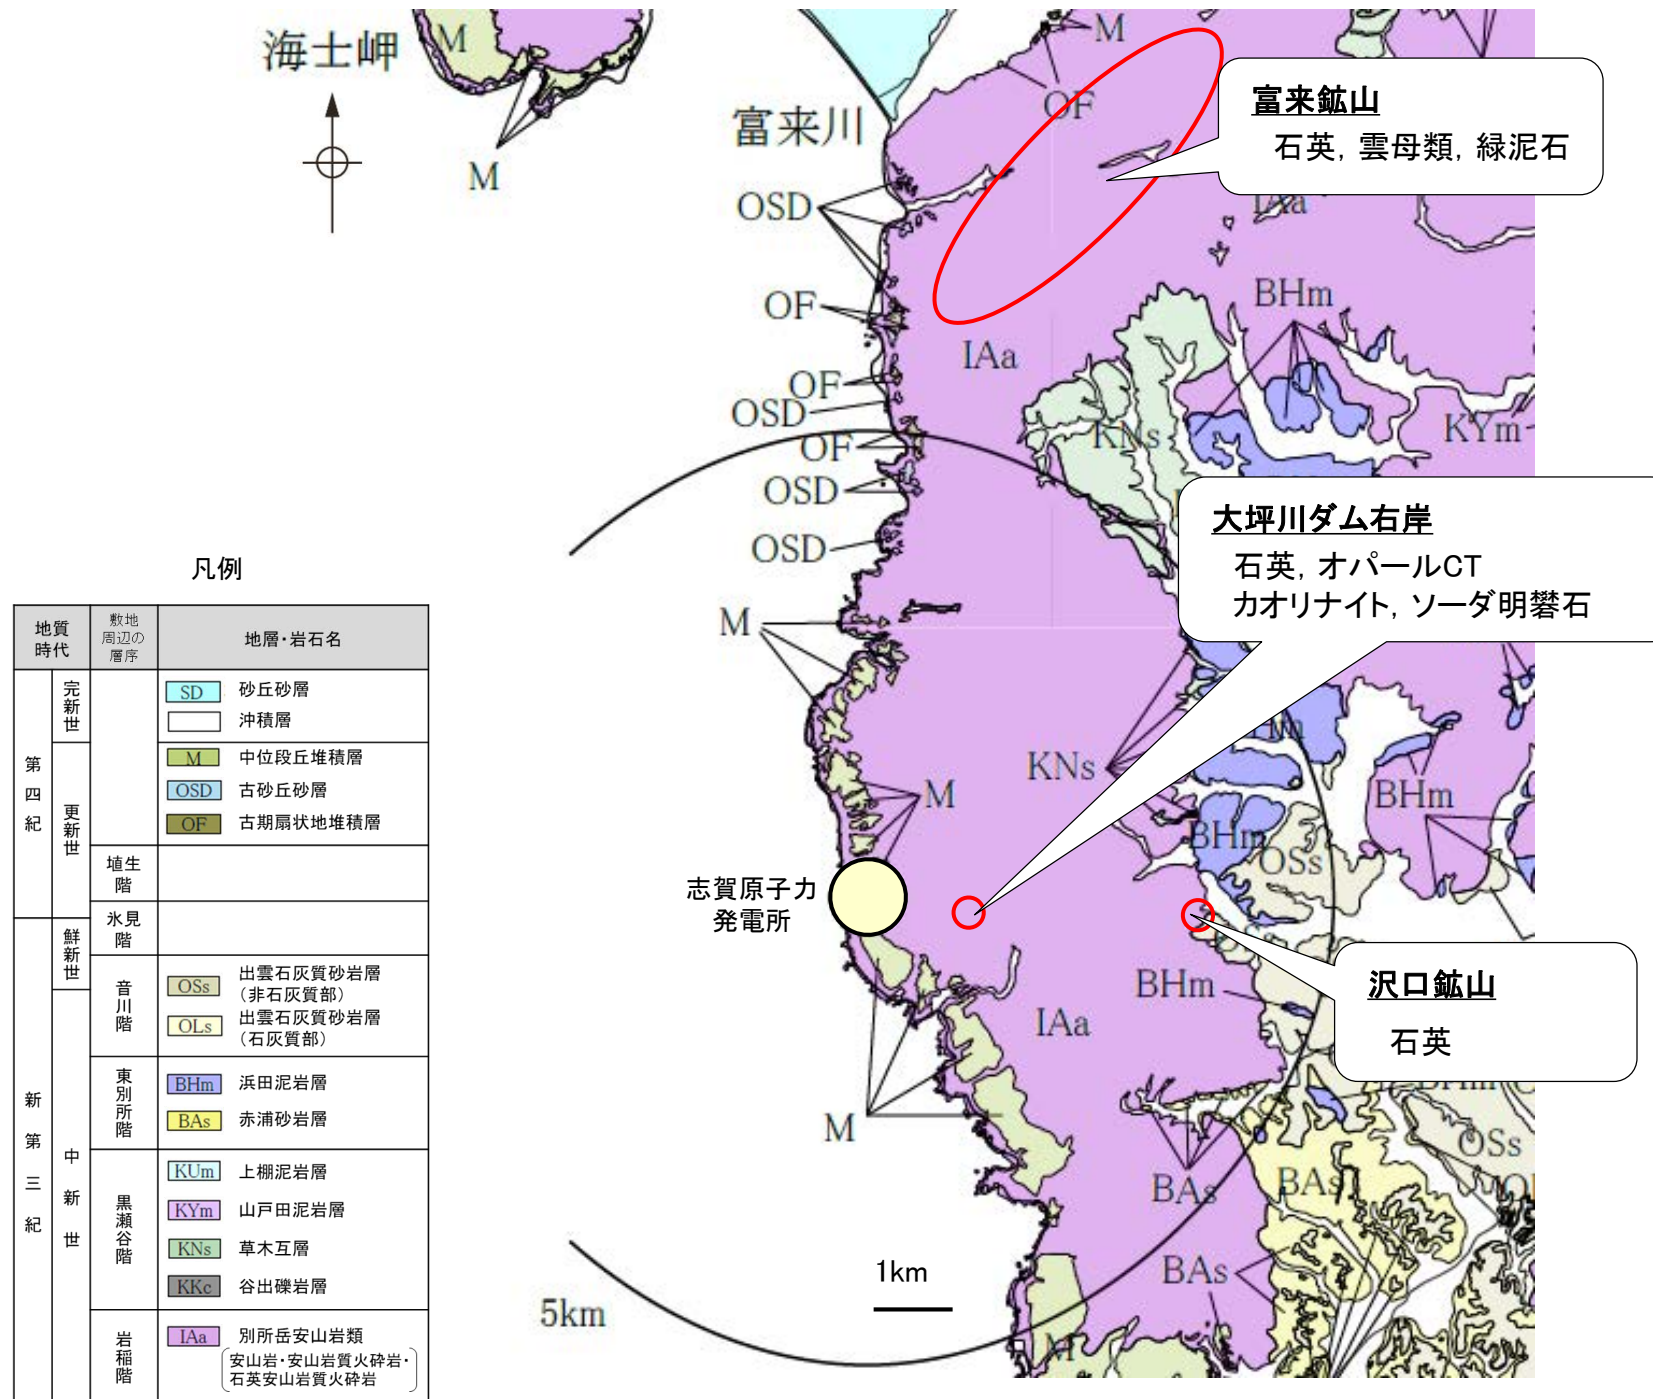 海士岬
M
M
富来川
M
OF
富来鉱山
石英, 雲母類, 緑泥石
IAa
OSD
OF
BHm
IAa
OF
OSD
OF
KNs
KYm
OSD
OSD
大坪川ダム右岸
石英, オパールCT
カオリナイト, ソーダ明礬石
M
KNs
M
BHm
BHm
OSs
志賀原子力
発電所
BHm
沢口鉱山
石英
IAa
M
BHm
OSs
BAs
BAs
BAs
1km
5km
M
凡例
地質
時代
敷地
周辺の
層序
地層・岩石名
第四紀
完新世
SD 砂丘砂層
沖積層
更新世
M 中位段丘堆積層
OSD 古砂丘砂層
OF 古期扇状地堆積層
埴生
階
氷見
階
新第三紀
鮮新世
音川階
OSs 出雲石灰質砂岩層
(非石灰質部)
OLs 出雲石灰質砂岩層
(石灰質部)
中新世
東別所階
BHm 浜田泥岩層
BAs 赤浦砂岩層
黒瀬谷階
KUm 上棚泥岩層
KYm 山戸田泥岩層
KNs 草木互層
KKc 谷出礫岩層
岩稲階
IAa 別所岳安山岩類
安山岩・安山岩質火砕岩・
石英安山岩質火砕岩